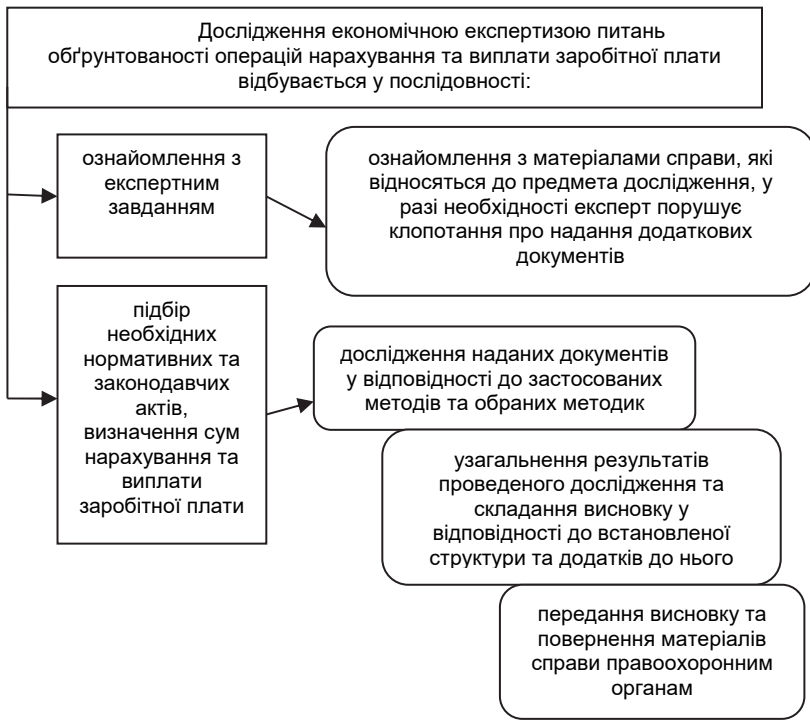 Дослідження економічною експертизою питань
обґрунтованості операцій нарахування та виплати заробітної плати
відбувається у послідовності:
ознайомлення з
експертним
завданням
ознайомлення з матеріалами справи, які
відносяться до предмета дослідження, у
разі необхідності експерт порушує
клопотання про надання додаткових
документів
підбір
необхідних
нормативних та
законодавчих
актів,
визначення сум
нарахування та
виплати
заробітної плати
дослідження наданих документів
у відповідності до застосованих
методів та обраних методик
узагальнення результатів
проведеного дослідження та
складання висновку у
відповідності до встановленої
структури та додатків до нього
передання висновку та
повернення матеріалів
справи правоохоронним
органам